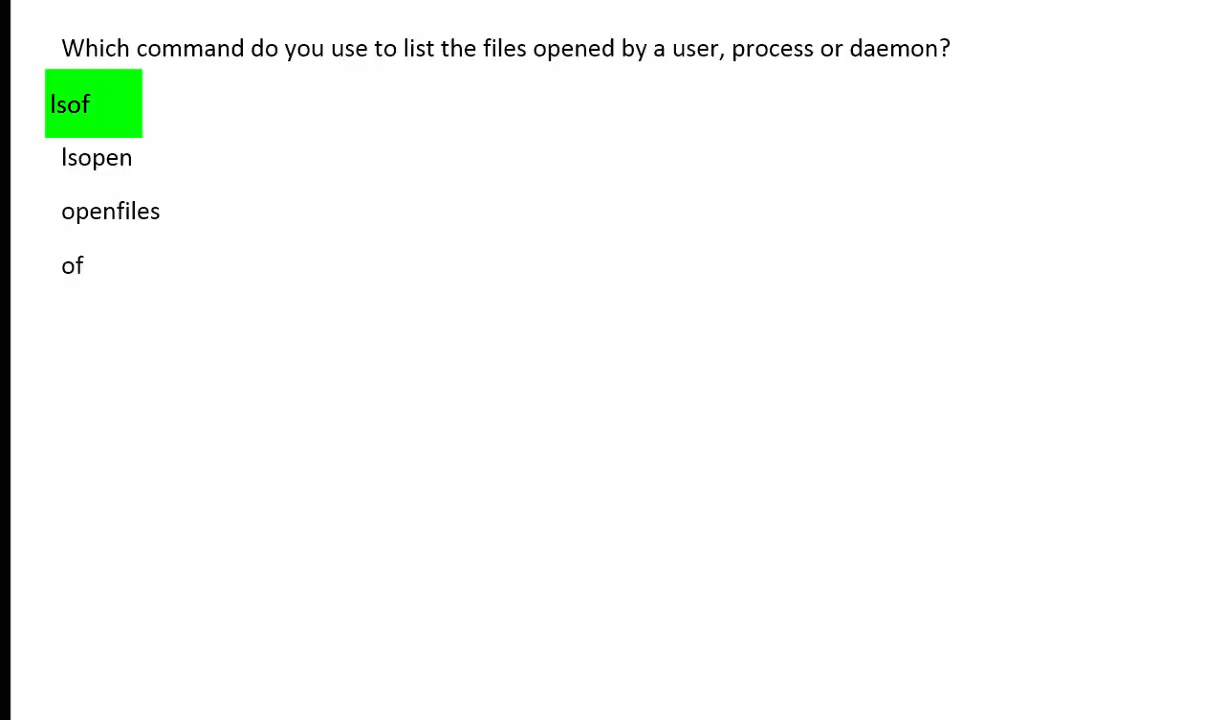 Which command do you use to list the files opened by a user, process or daemon?
lsof
lsopen
openfiles
of